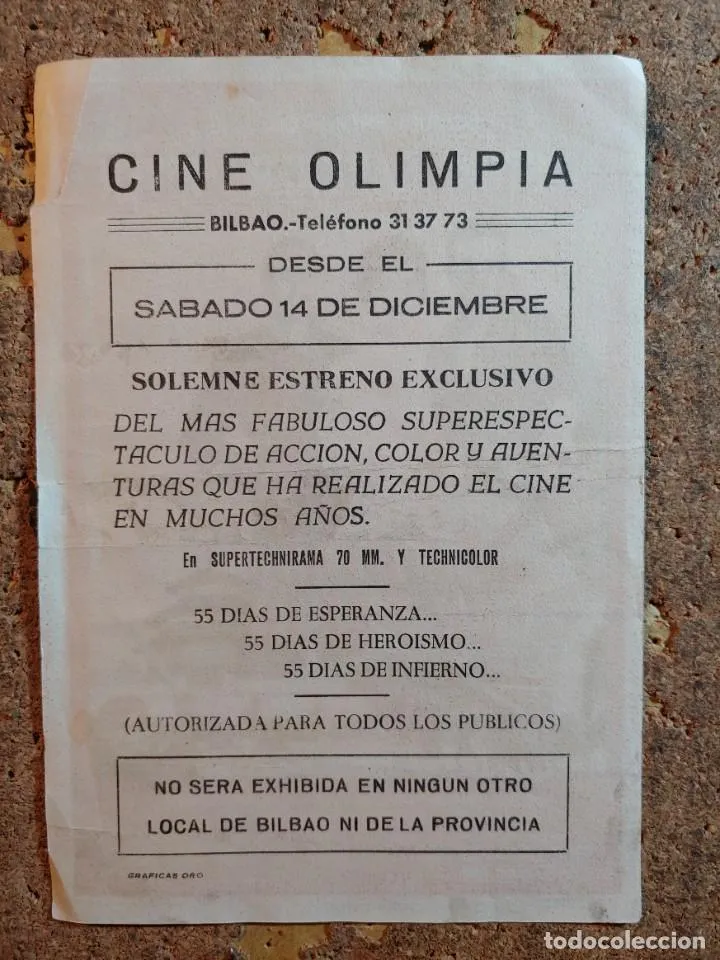 CINE OLIMPIA
BILBAO.-Teléfono 31 37 73
DESDE EL
SABADO 14 DE DICIEMBRE
SOLEMNE ESTRENO EXCLUSIVO
DEL MAS FABULOSO SUPERESPEC-
TACULO DE ACCION, COLOR Y AVEN-
TURAS QUE HA REALIZADO EL CINE
EN MUCHOS AÑOS.
En SUPERTECHNIRAMA 70 MM. Y TECHNICOLOR
55 DIAS DE ESPERANZA...
55 DIAS DE HEROISMO...
55 DIAS DE INFIERNO...
(AUTORIZADA PARA TODOS LOS PUBLICOS)
NO SERA EXHIBIDA EN NINGUN OTRO
LOCAL DE BILBAO NI DE LA PROVINCIA
GRAFICAS ORO
todocoleccion